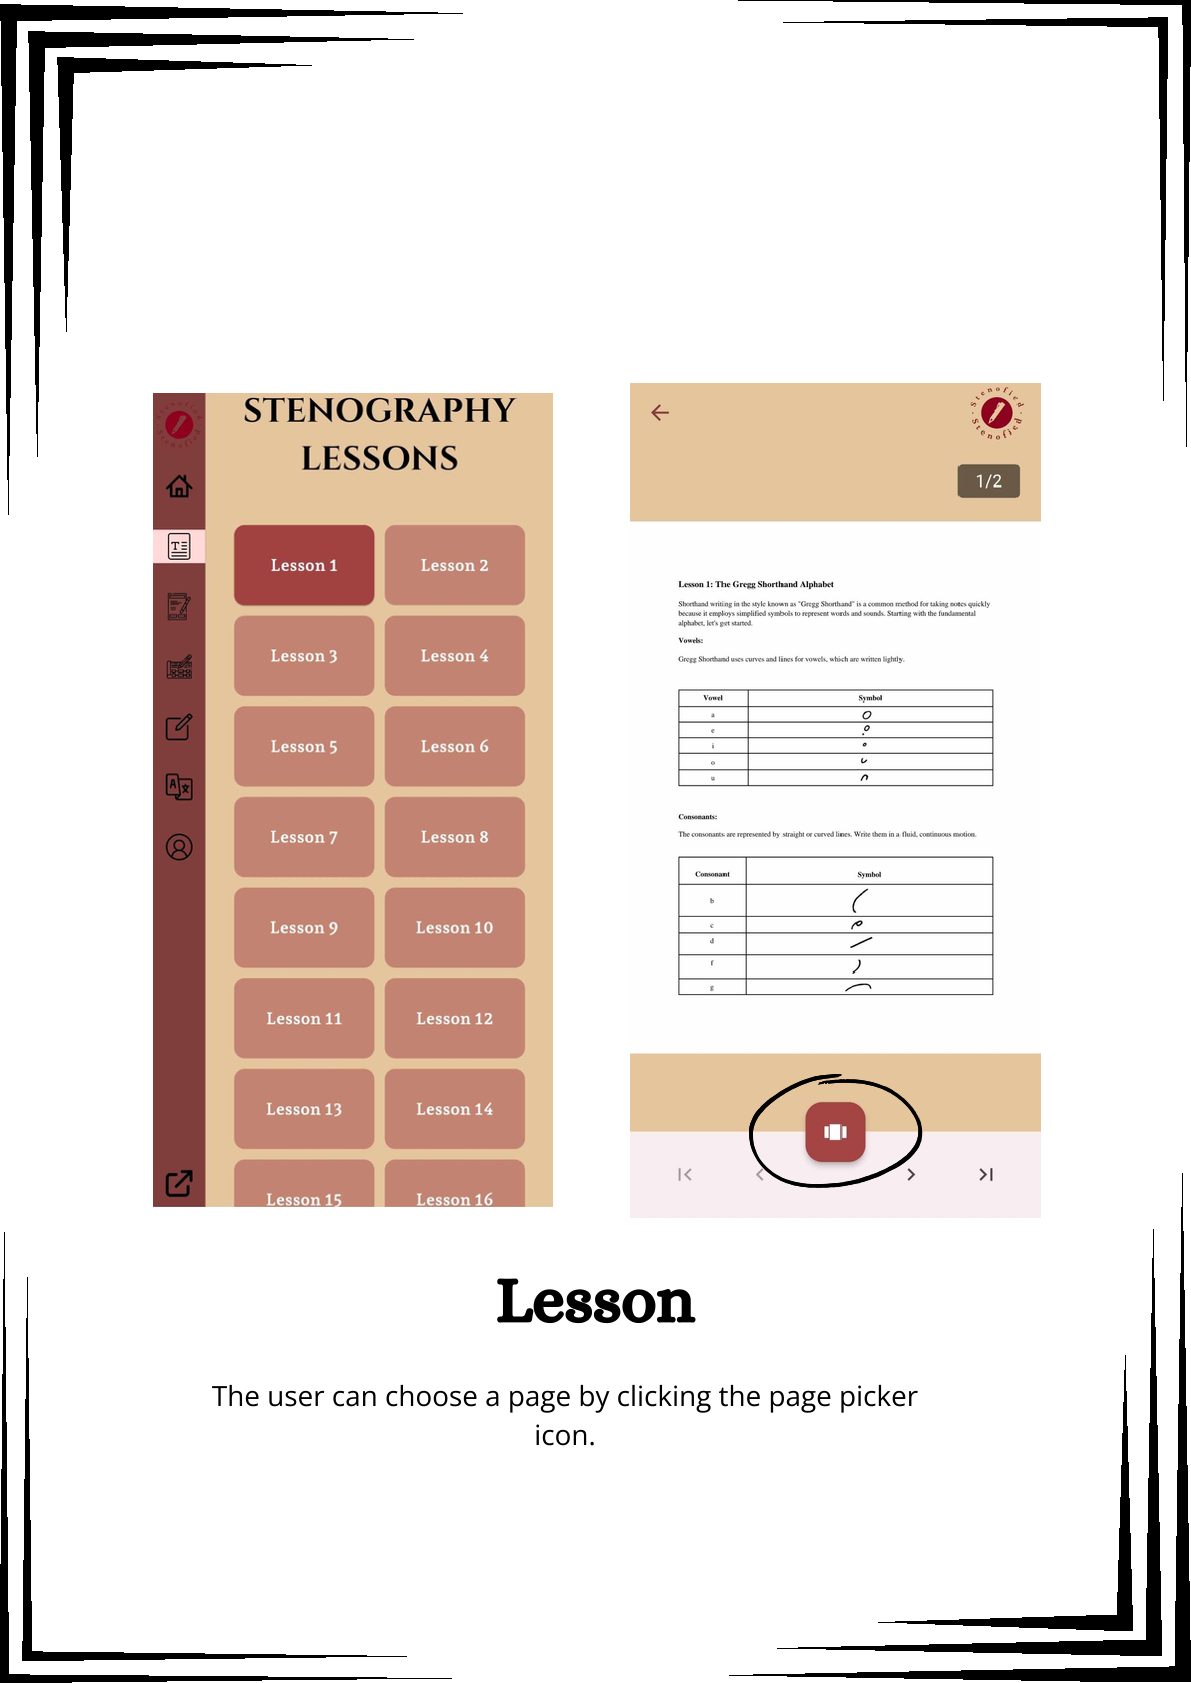 STENOGRAPHY
LESSONS
Lesson 1
Lesson 2
Lesson 3
Lesson 4
Lesson 5
Lesson 6
Lesson 7
Lesson 8
Lesson 9
Lesson 10
Lesson 11
Lesson 12
Lesson 13
Lesson 14
Lesson 15
Lesson 16
Stenofied
Stenofied
1/2
Lesson 1: The Gregg Shorthand Alphabet
Shorthand writing in the style known as "Gregg Shorthand" is a common method for taking notes quickly
because it employs simplified symbols to represent words and sounds. Starting with the fundamental
alphabet, let's get started.
Vowels:
Gregg Shorthand uses curves and lines for vowels, which are written lightly.
Vowel Symbol
a
e
i
o
u
Consonants:
The consonants are represented by straight or curved lines. Write them in a fluid, continuous motion.
Consonant Symbol
b
c
d
f
g
Lesson
The user can choose a page by clicking the page picker
icon.